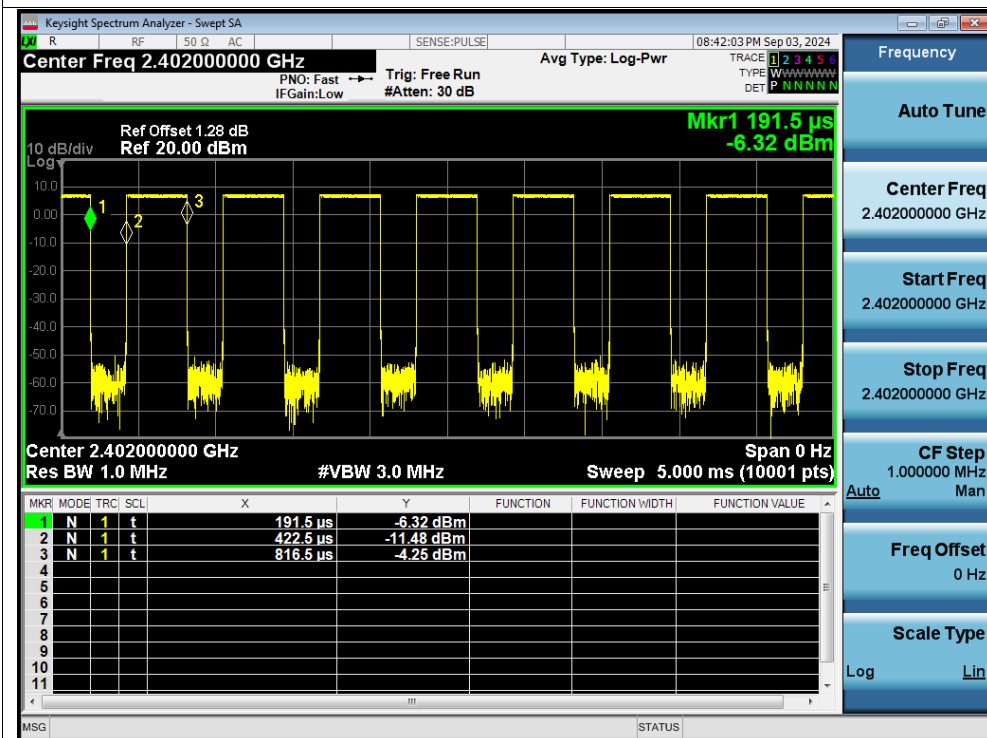 Keysight Spectrum Analyzer - Swept SA
LXI R RF 50 Ω AC SENSE:PULSE 08:42:03 PM Sep 03, 2024
Center Freq 2.402000000 GHz Avg Type: Log-Pwr TRACE 1 2 3 4 5 6
PNO: Fast Trig: Free Run TYPE WWWWWW
IFGain:Low #Atten: 30 dB DET P N N N N N
Mkr1 191.5 µs
-6.32 dBm
Ref Offset 1.28 dB
10 dB/div Ref 20.00 dBm
Log
10.0
0.00
-10.0
-20.0
-30.0
-40.0
-50.0
-60.0
-70.0
1
2
3
Center 2.402000000 GHz Span 0 Hz
Res BW 1.0 MHz #VBW 3.0 MHz Sweep 5.000 ms (10001 pts)
MKR MODE TRC SCL X Y FUNCTION FUNCTION WIDTH FUNCTION VALUE
1 N 1 t 191.5 µs -6.32 dBm
2 N 1 t 422.5 µs -11.48 dBm
3 N 1 t 816.5 µs -4.25 dBm
4
5
6
7
8
9
10
11
MSG STATUS
Frequency
Auto Tune
Center Freq
2.402000000 GHz
Start Freq
2.402000000 GHz
Stop Freq
2.402000000 GHz
CF Step
1.000000 MHz
Auto Man
Freq Offset
0 Hz
Scale Type
Log Lin